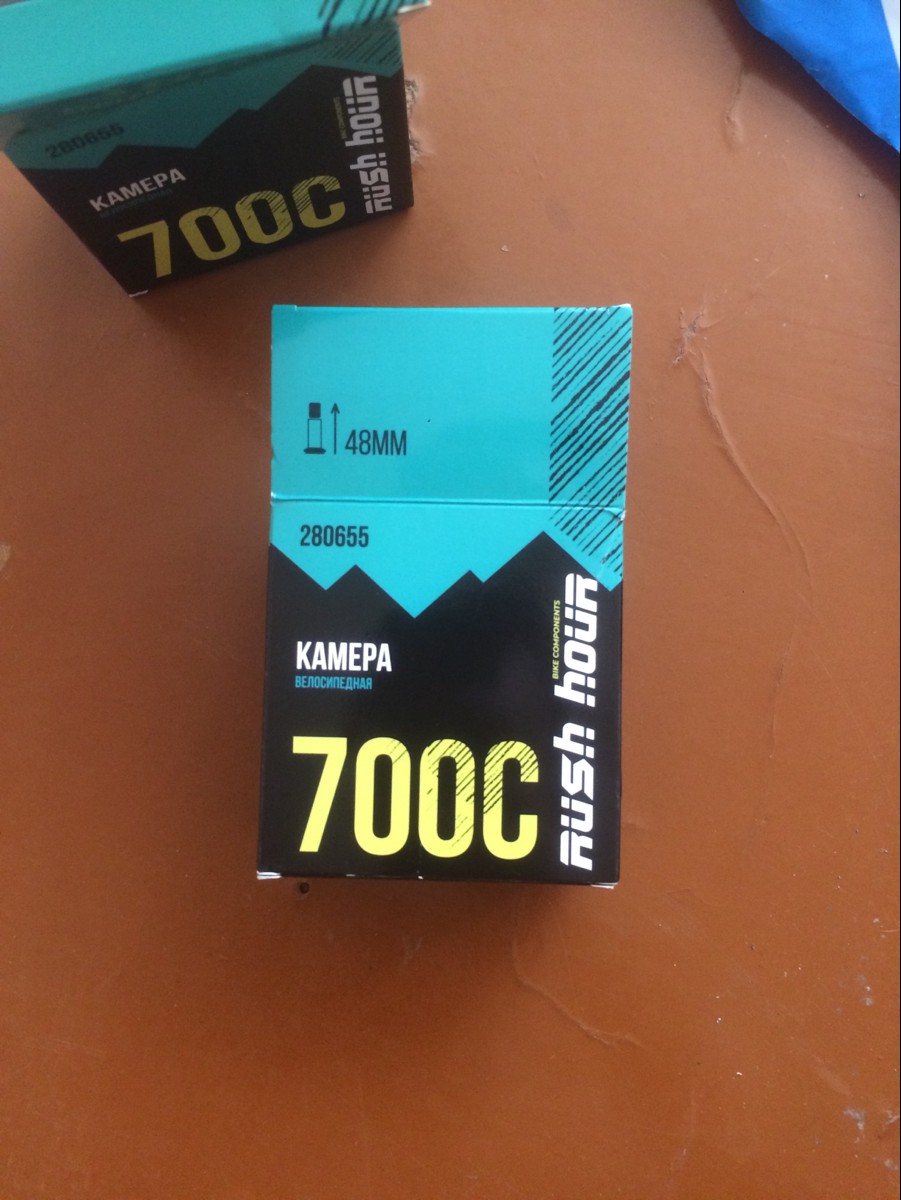 280655
КАМЕРА
700C
RUSH HOUR
48MM
280655
КАМЕРА
ВЕЛОСИПЕДНАЯ
700C
BIKE COMPONENTS
RUSH HOUR